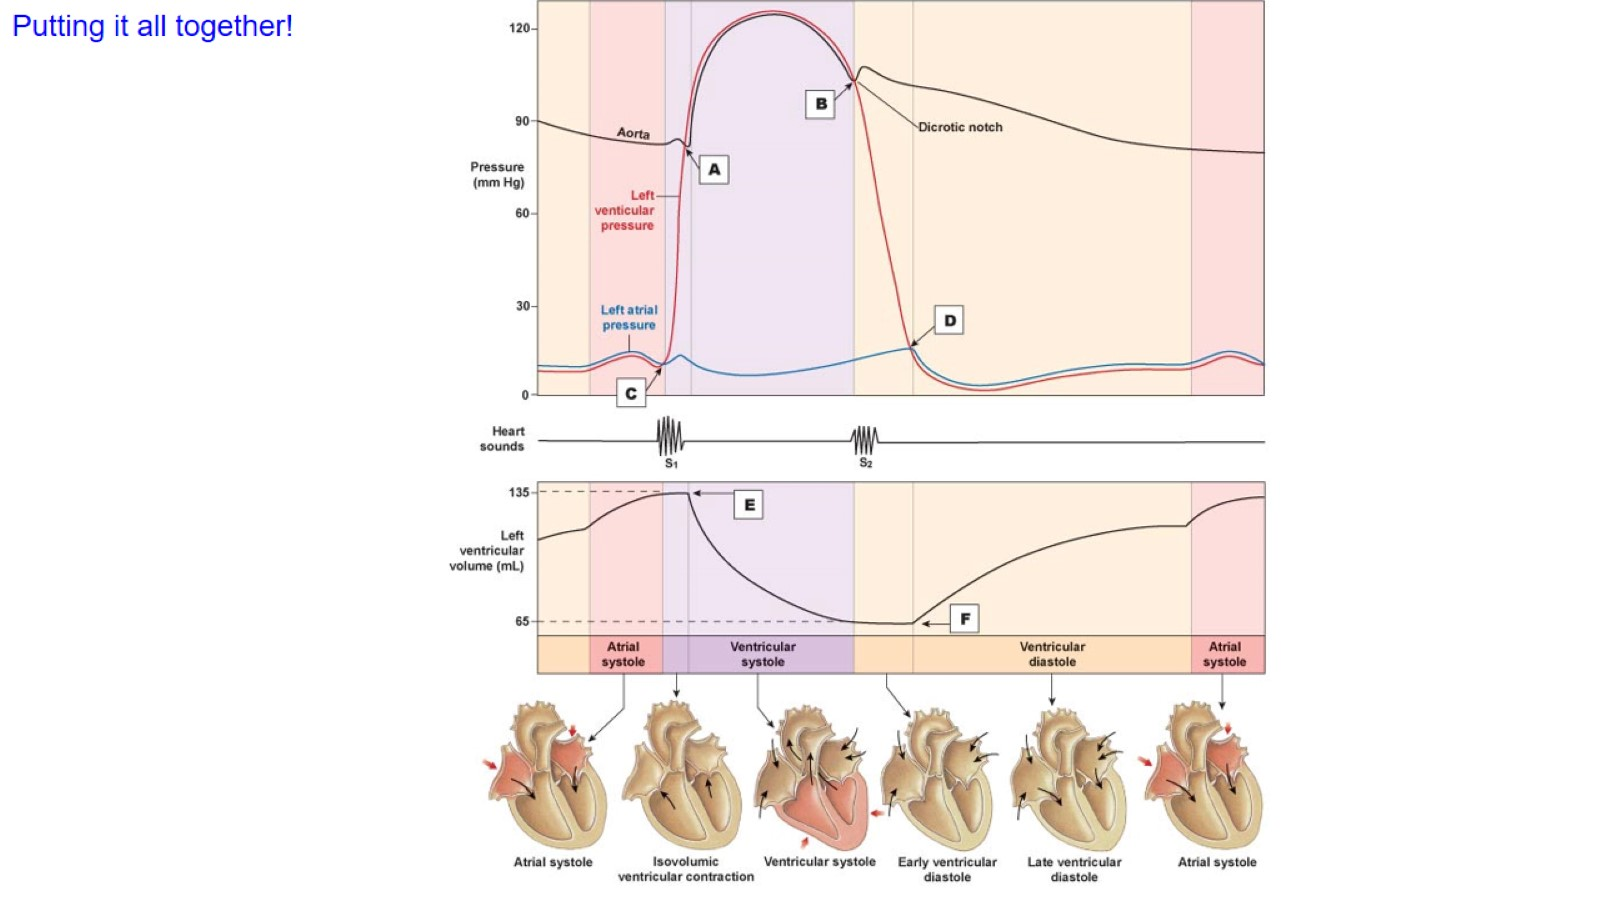 Putting it all together!
120
90
Aorta
B
Dicrotic notch
A
Pressure
(mm Hg)
Left
venticular
pressure
60
30
Left atrial
pressure
D
C
0
Heart
sounds
S1
S2
135
E
Left
ventricular
volume (mL)
65
F
Atrial
systole
Ventricular
systole
Ventricular
diastole
Atrial
systole
Atrial systole
Isovolumic
ventricular contraction
Ventricular systole
Early ventricular
diastole
Late ventricular
diastole
Atrial systole